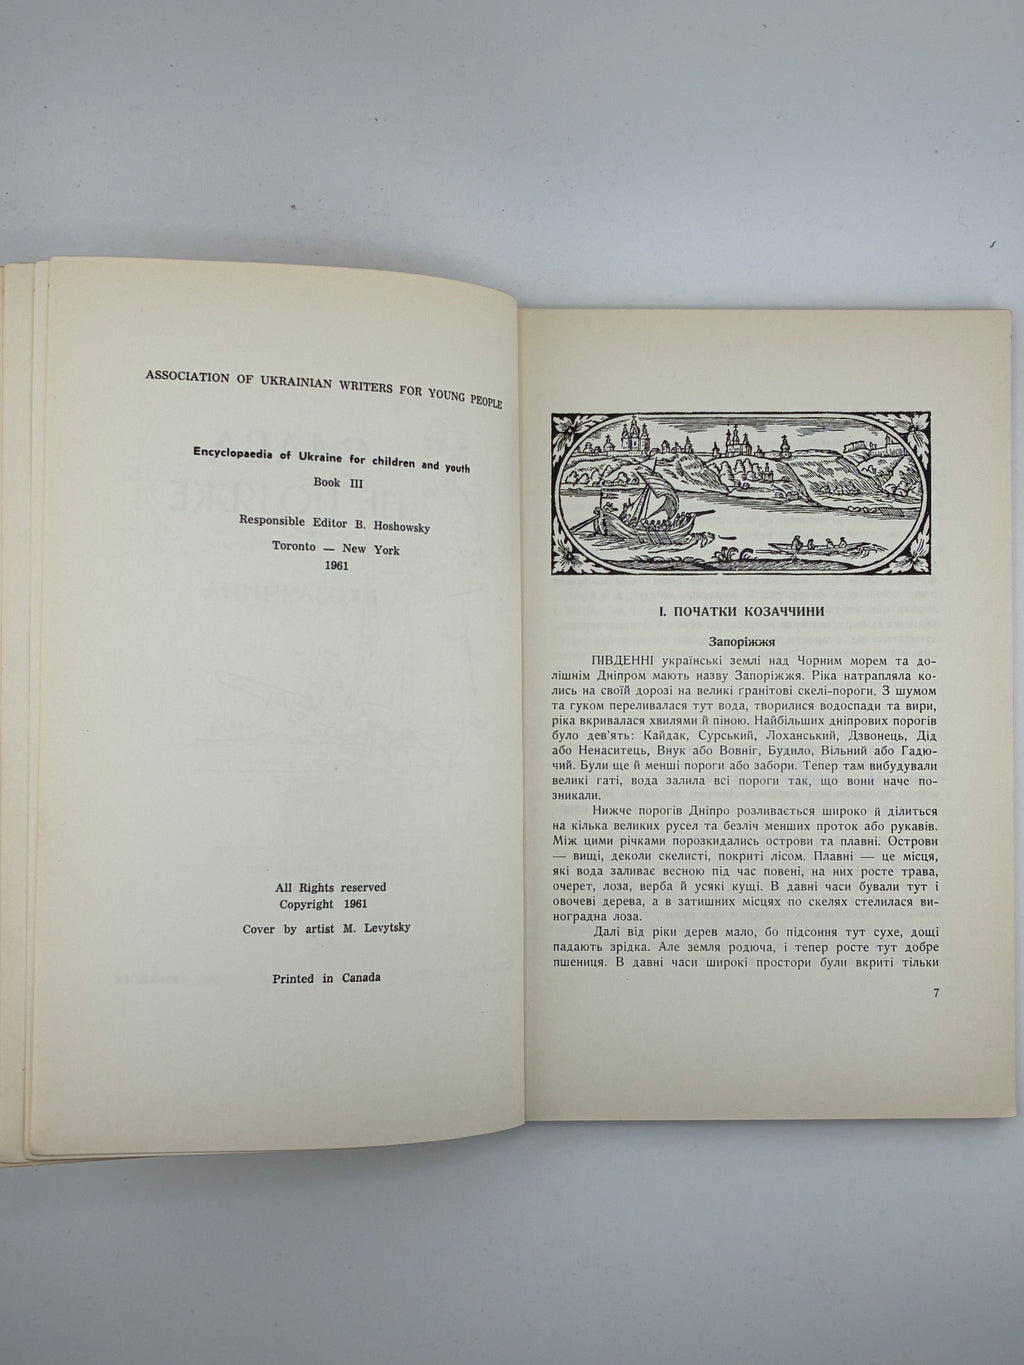 ASSOCIATION OF UKRAINIAN WRITERS FOR YOUNG PEOPLE
Encyclopaedia of Ukraine for children and youth
Book III
Responsible Editor B. Hoshowsky
Toronto — New York
1961
All Rights reserved
Copyright 1961
Cover by artist M. Levytsky
Printed in Canada
І. ПОЧАТКИ КОЗАЧЧИНИ
Запоріжжя
ПІВДЕННІ українські землі над Чорним морем та до-
лішнім Дніпром мають назву Запоріжжя. Ріка натрапляла ко-
лись на своїй дорозі на великі ґранітові скелі-пороги. З шумом
та гуком переливалася тут вода, творилися водоспади та вири,
ріка вкривалася хвилями й піною. Найбільших дніпрових порогів
було дев'ять: Кайдак, Сурський, Лоханський, Дзвонець, Дід
або Ненаситець, Внук або Вовніг, Будило, Вільний або Гадю-
чий. Були ще й менші пороги або забори. Тепер там вибудували
великі гаті, вода залила всі пороги так, що вони наче по-
зникали.
Нижче порогів Дніпро розливається широко й ділиться
на кілька великих русел та безліч менших проток або рукавів.
Між цими річками порозкидались острови та плавні. Острови
— вищі, деколи скелисті, покриті лісом. Плавні — це місця,
які вода заливає весною під час повені, на них росте трава,
очерет, лоза, верба й усякі кущі. В давні часи бували тут і
овочеві дерева, а в затишних місцях по скелях стелилася ви-
ноградна лоза.
Далі від ріки дерев мало, бо підсоння тут сухе, дощі
падають зрідка. Але земля родюча, і тепер росте тут добре
пшениця. В давні часи широкі простори були вкриті тільки
7